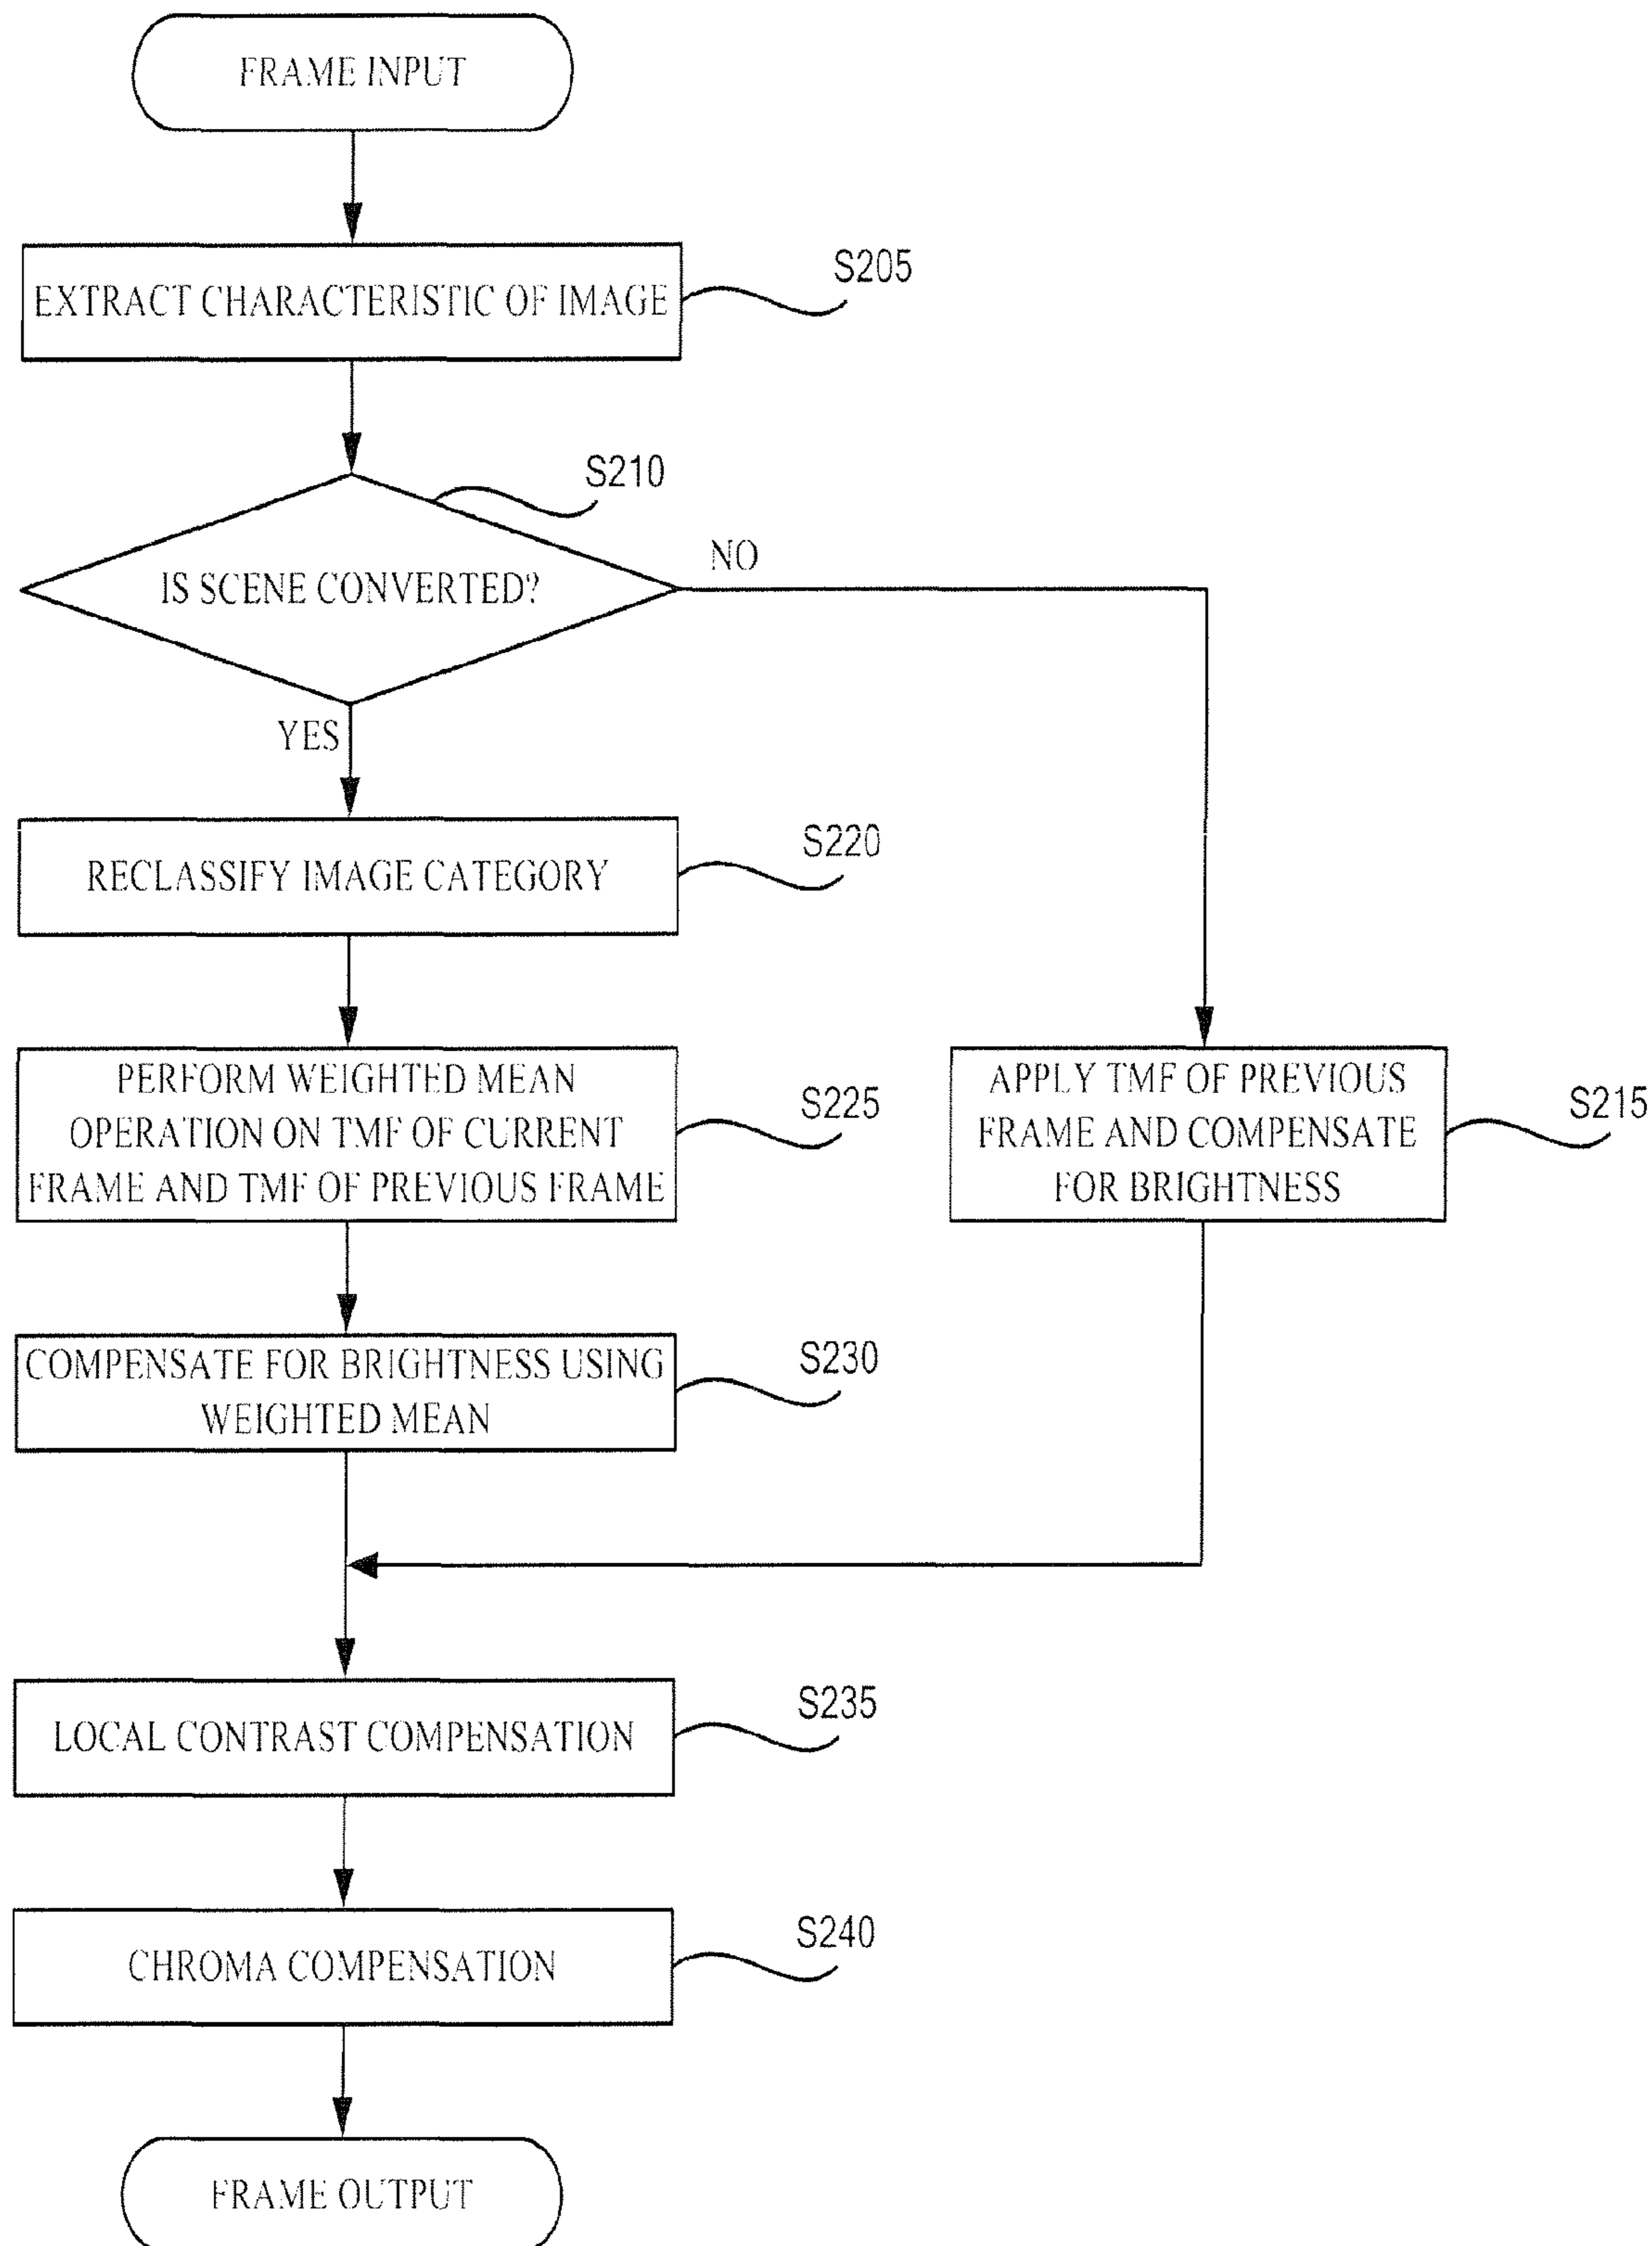 FRAME INPUT
EXTRACT CHARACTERISTIC OF IMAGE
S205
S210
IS SCENE CONVERTED?
NO
YES
RECLASSIFY IMAGE CATEGORY
S220
PERFORM WEIGHTED MEAN
OPERATION ON TMF OF CURRENT
FRAME AND TMF OF PREVIOUS FRAME
S225
APPLY TMF OF PREVIOUS
FRAME AND COMPENSATE
FOR BRIGHTNESS
S215
COMPENSATE FOR BRIGHTNESS USING
WEIGHTED MEAN
S230
LOCAL CONTRAST COMPENSATION
S235
CHROMA COMPENSATION
S240
FRAME OUTPUT